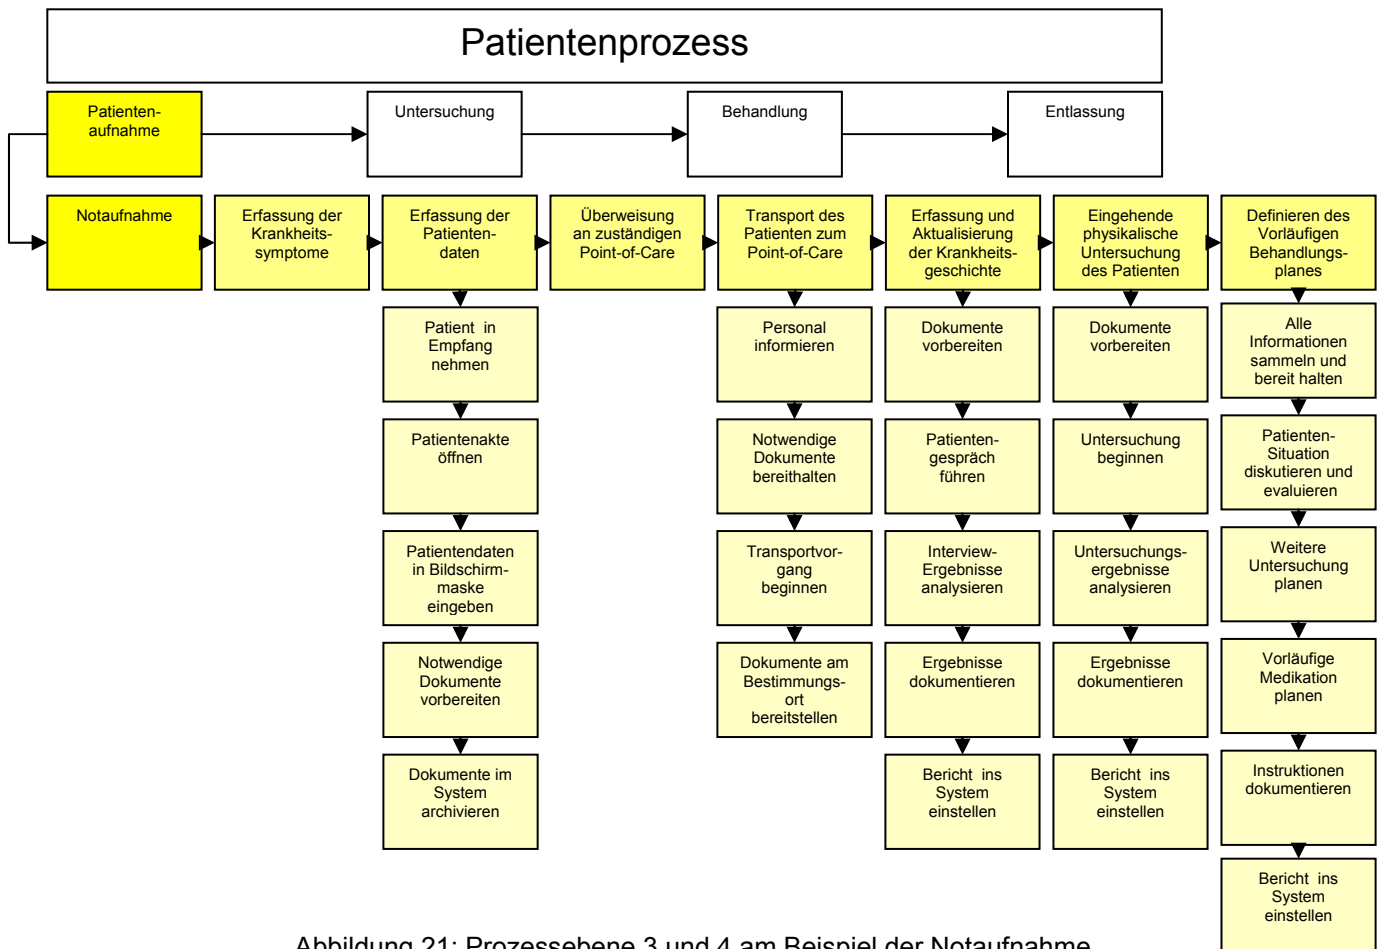 Patientenprozess
Patienten-
aufnahme
Untersuchung
Behandlung
Entlassung
Notaufnahme
Erfassung der
Krankheits-
symptome
Erfassung der
Patienten-
daten
Überweisung
an zuständigen
Point-of-Care
Transport des
Patienten zum
Point-of-Care
Erfassung und
Aktualisierung
der Krankheits-
geschichte
Eingehende
physikalische
Untersuchung
des Patienten
Definieren des
Vorläufigen
Behandlungs-
planes
Patient in
Empfang
nehmen
Patientenakte
öffnen
Patientendaten
in Bildschirm-
maske
eingeben
Notwendige
Dokumente
vorbereiten
Dokumente im
System
archivieren
Personal
informieren
Notwendige
Dokumente
bereithalten
Transportvor-
gang
beginnen
Dokumente am
Bestimmungs-
ort
bereitstellen
Dokumente
vorbereiten
Patienten-
gespräch
führen
Interview-
Ergebnisse
analysieren
Ergebnisse
dokumentieren
Bericht ins
System
einstellen
Dokumente
vorbereiten
Untersuchung
beginnen
Untersuchungs-
ergebnisse
analysieren
Ergebnisse
dokumentieren
Bericht ins
System
einstellen
Alle
Informationen
sammeln und
bereit halten
Patienten-
Situation
diskutieren und
evaluieren
Weitere
Untersuchung
planen
Vorläufige
Medikation
planen
Instruktionen
dokumentieren
Bericht ins
System
einstellen
Abbildung 21: Prozessebene 3 und 4 am Beispiel der Notaufnahme